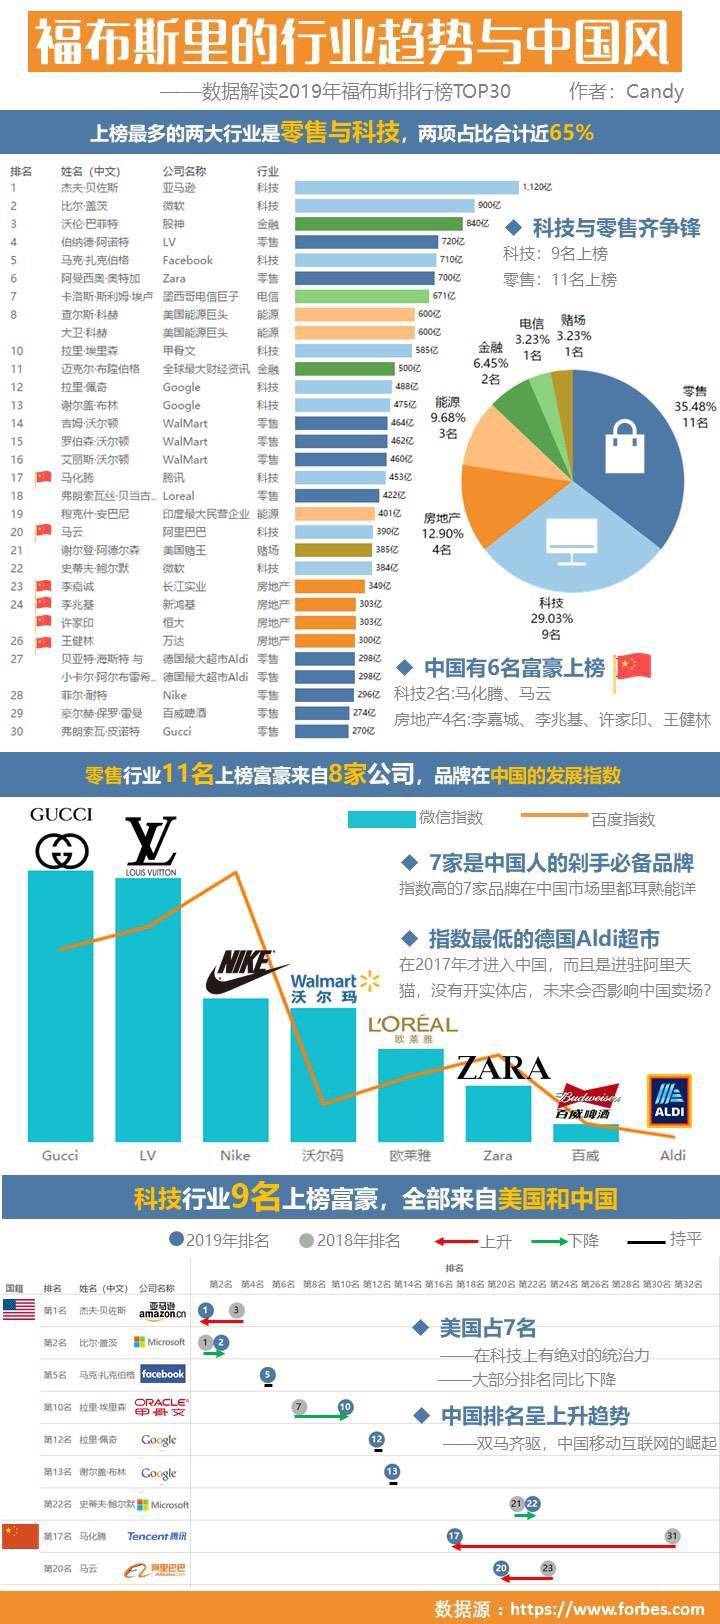 福布斯里的行业趋势与中国风
——数据解读2019年福布斯排行榜TOP30 作者：Candy
上榜最多的两大行业是零售与科技，两项占比合计近65%
排名 姓名（中文） 公司名称 行业
1 杰夫·贝佐斯 亚马逊 科技 1,120亿
2 比尔·盖茨 微软 科技 900亿
3 沃伦·巴菲特 股神 金融 840亿
4 伯纳德·阿诺特 LV 零售 720亿
5 马克·扎克伯格 Facebook 科技 710亿
6 阿曼西奥·奥特加 Zara 零售 700亿
7 卡洛斯·斯利姆·埃卢 墨西哥电信巨子 电信 671亿
8 查尔斯·科赫 美国能源巨头 能源 600亿
大卫·科赫 美国能源巨头 能源 600亿
10 拉里·埃里森 甲骨文 科技 585亿
11 迈克尔·布隆伯格 全球最大财经资讯 金融 500亿
12 拉里·佩奇 Google 科技 488亿
13 谢尔盖·布林 Google 科技 475亿
14 吉姆·沃尔顿 WalMart 零售 464亿
15 罗伯森·沃尔顿 WalMart 零售 462亿
16 艾丽斯·沃尔顿 WalMart 零售 460亿
17 马化腾 腾讯 科技 453亿
18 弗朗索瓦丝·贝当古.. Loreal 零售 422亿
19 穆克什·安巴尼 印度最大民营企业 能源 401亿
20 马云 阿里巴巴 科技 390亿
21 谢尔登·阿德尔森 美国赌王 赌场 385亿
22 史蒂夫·鲍尔默 微软 科技 384亿
23 李嘉诚 长江实业 房地产 349亿
24 李兆基 新鸿基 房地产 303亿
许家印 恒大 房地产 303亿
26 王健林 万达 房地产 300亿
27 贝亚特·海斯特 与 德国最大超市Aldi 零售 298亿
小卡尔·阿尔布雷希.. 德国最大超市Aldi 零售 298亿
28 菲尔·耐特 Nike 零售 296亿
29 豪尔赫·保罗·雷曼 百威啤酒 零售 274亿
30 弗朗索瓦·皮诺特 Gucci 零售 270亿
◆ 科技与零售齐争锋
科技：9名上榜
零售：11名上榜
电信
3.23%
1名
赌场
3.23%
1名
金融
6.45%
2名
零售
35.48%
11名
能源
9.68%
3名
房地产
12.90%
4名
科技
29.03%
9名
◆ 中国有6名富豪上榜
科技2名:马化腾、马云
房地产4名:李嘉城、李兆基、许家印、王健林
零售行业11名上榜富豪来自8家公司，品牌在中国的发展指数
微信指数 百度指数
GUCCI
LV
LOUIS VUITTON
NIKE
Walmart
沃尔玛
L'ORÉAL
欧莱雅
ZARA
Budweiser
百威啤酒
ALDI
◆ 7家是中国人的剁手必备品牌
指数高的7家品牌在中国市场里都耳熟能详
◆ 指数最低的德国Aldi超市
在2017年才进入中国，而且是进驻阿里天
猫，没有开实体店，未来会否影响中国卖场?
Gucci LV Nike 沃尔码 欧莱雅 Zara 百威 Aldi
科技行业9名上榜富豪，全部来自美国和中国
2019年排名 2018年排名 上升 下降 持平
排名
国籍 排名 姓名（中文） 公司名称 第2名 第4名 第6名 第8名 第10名 第12名 第14名 第16名 第18名 第20名 第22名 第24名 第26名 第28名 第30名 第32名
第1名 杰夫·贝佐斯 亚马逊 amazon.cn 1 3
第2名 比尔·盖茨 Microsoft 1 2
第5名 马克·扎克伯格 facebook 5
第10名 拉里·埃里森 ORACLE 甲骨文 7 10
第12名 拉里·佩奇 Google 12
第13名 谢尔盖·布林 Google 13
第22名 史蒂夫·鲍尔默 Microsoft 21 22
第17名 马化腾 Tencent 腾讯 17 31
第20名 马云 阿里巴巴 Alibaba.com 20 23
◆ 美国占7名
——在科技上有绝对的统治力
——大部分排名同比下降
◆ 中国排名呈上升趋势
——双马齐驱，中国移动互联网的崛起
数据源：https://www.forbes.com